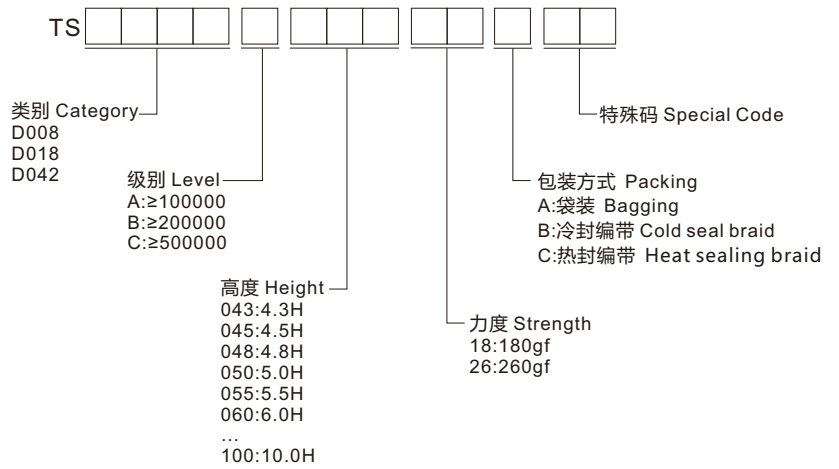 TS
类别 Category
D008
D018
D042
级别 Level
A:≥100000
B:≥200000
C:≥500000
高度 Height
043:4.3H
045:4.5H
048:4.8H
050:5.0H
055:5.5H
060:6.0H
...
100:10.0H
力度 Strength
18:180gf
26:260gf
包装方式 Packing
A:袋装 Bagging
B:冷封编带 Cold seal braid
C:热封编带 Heat sealing braid
特殊码 Special Code